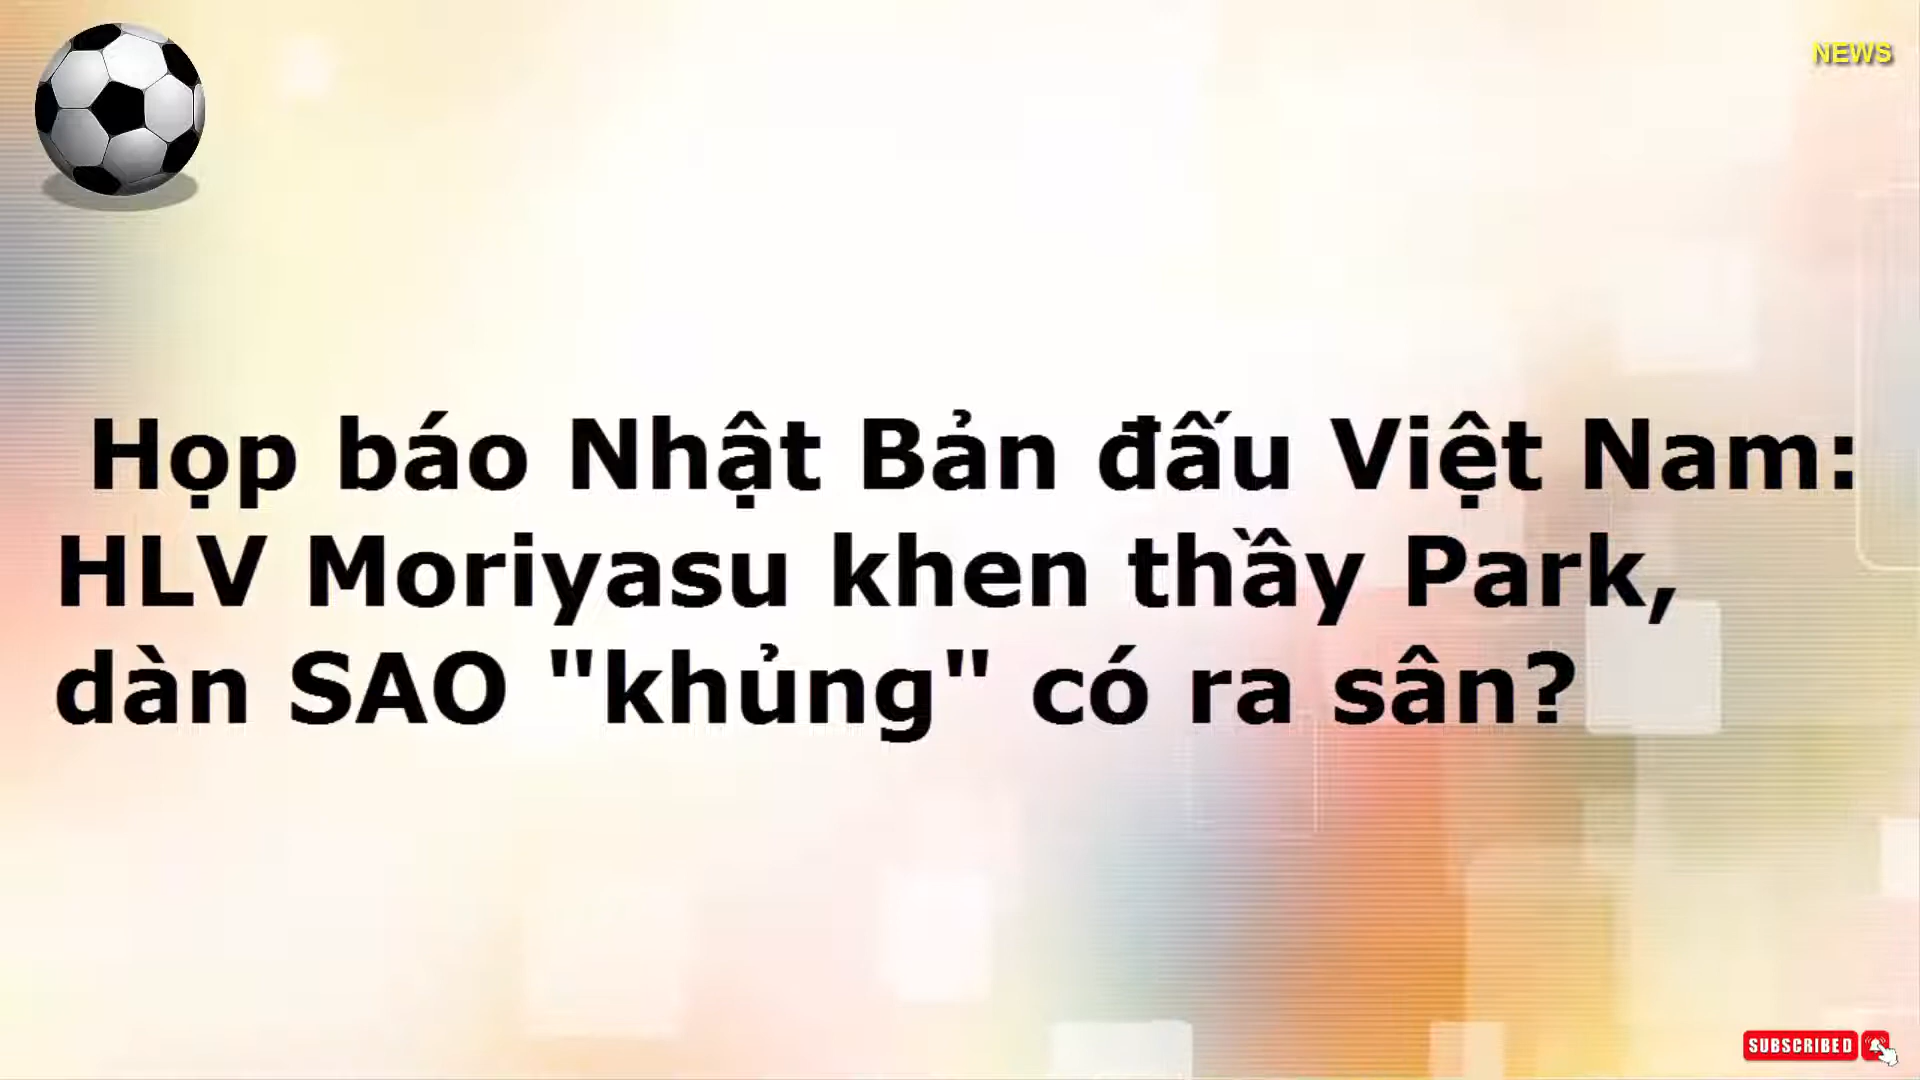 NEWS
Họp báo Nhật Bản đấu Việt Nam:
HLV Moriyasu khen thầy Park,
dàn SAO "khủng" có ra sân?
SUBSCRIBED